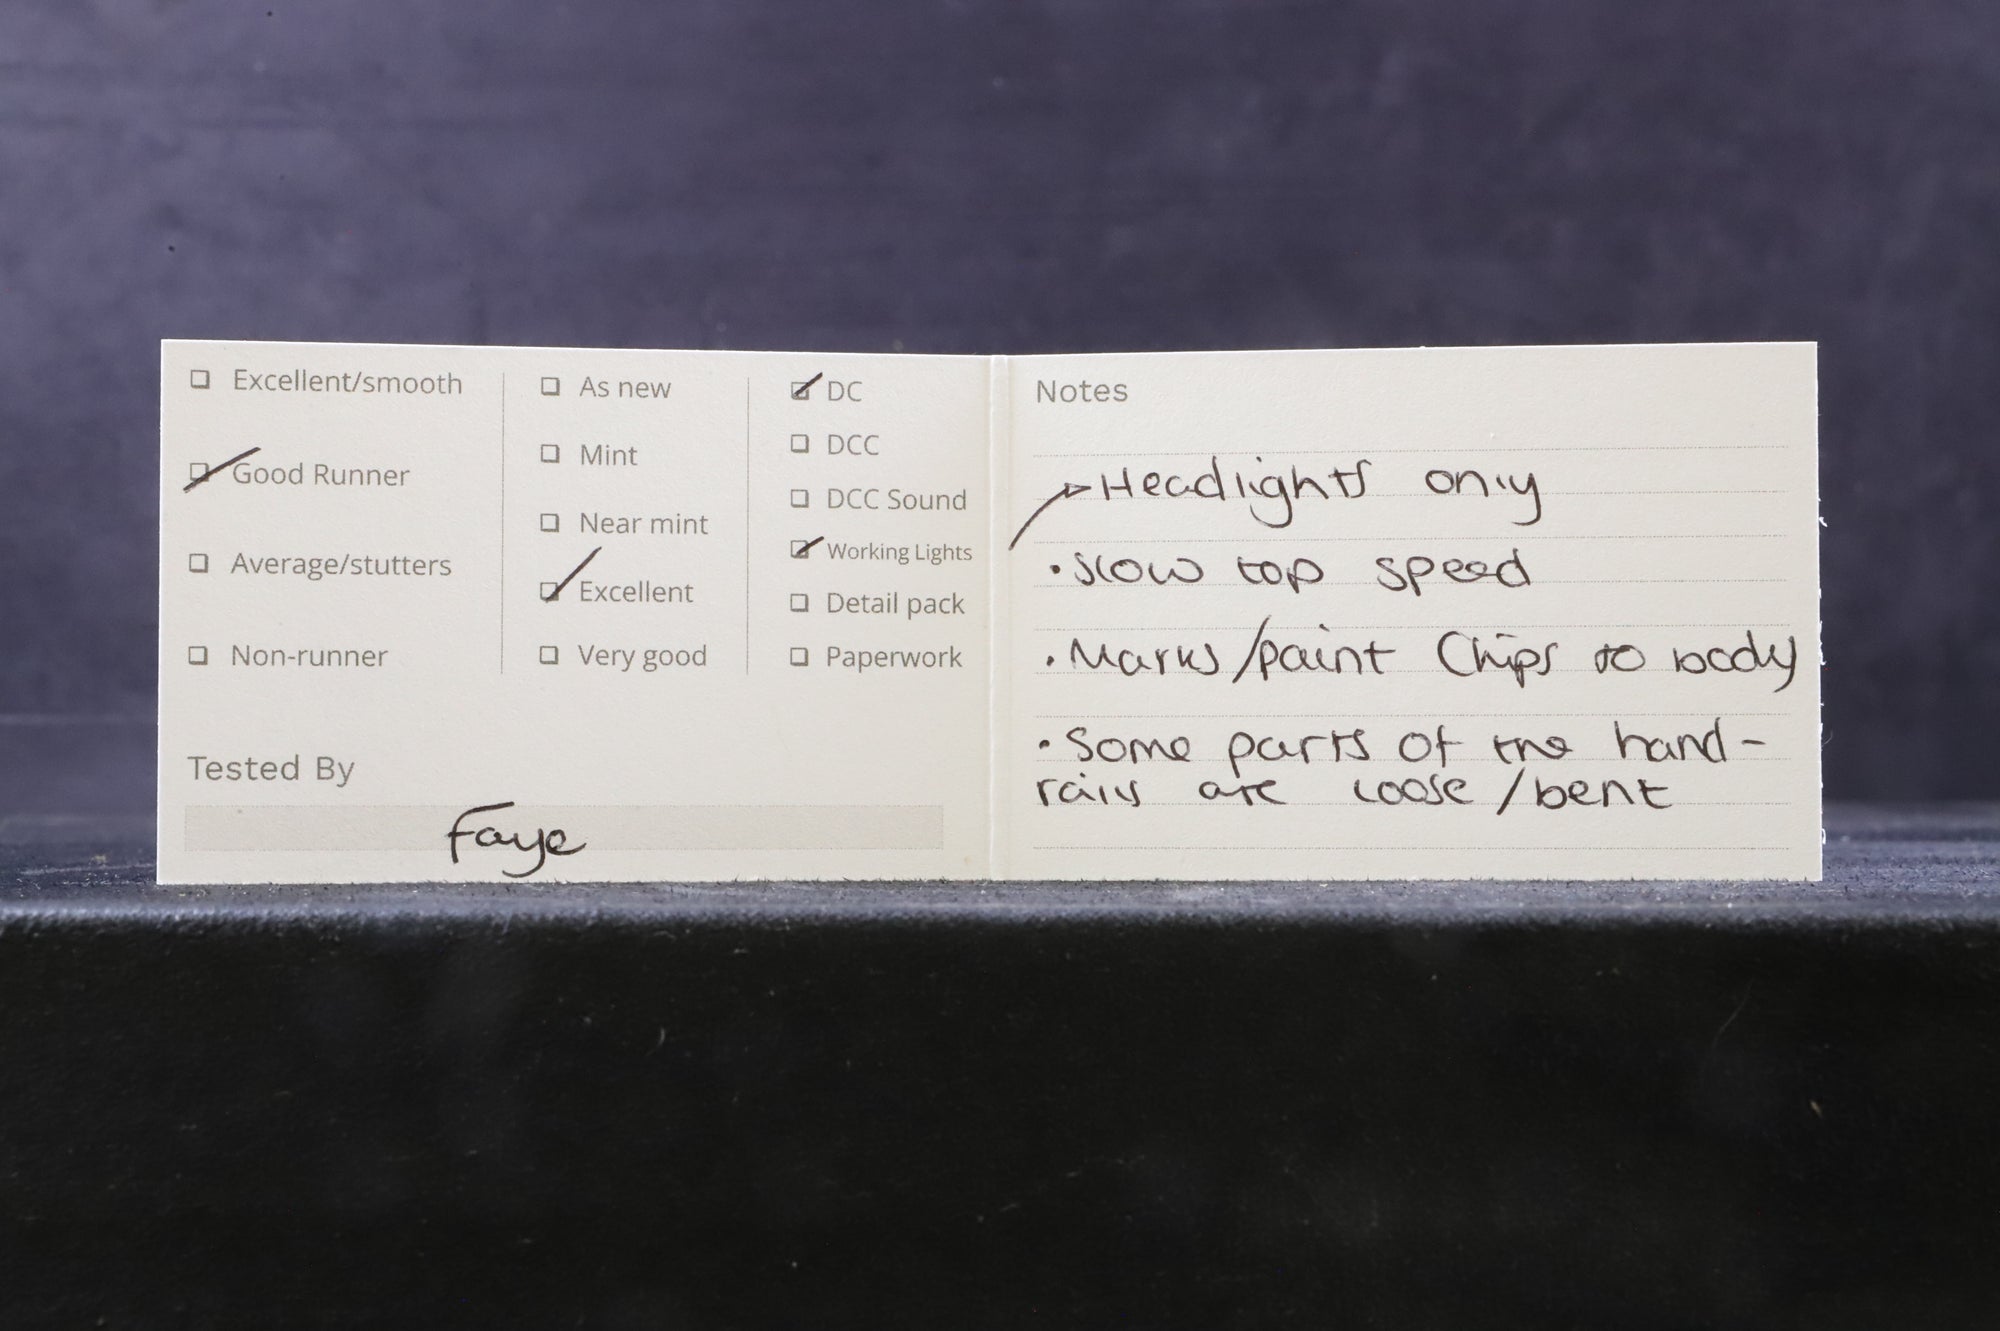 Excellent/smooth
Good Runner
Average/stutters
Non-runner
As new
Mint
Near mint
Excellent
Very good
DC
DCC
DCC Sound
Working Lights
Detail pack
Paperwork
Tested By
Faye
Notes
Headlights only
• Slow top speed
• Marks/paint Chips to body
• Some parts of the hand-
rails are loose/bent